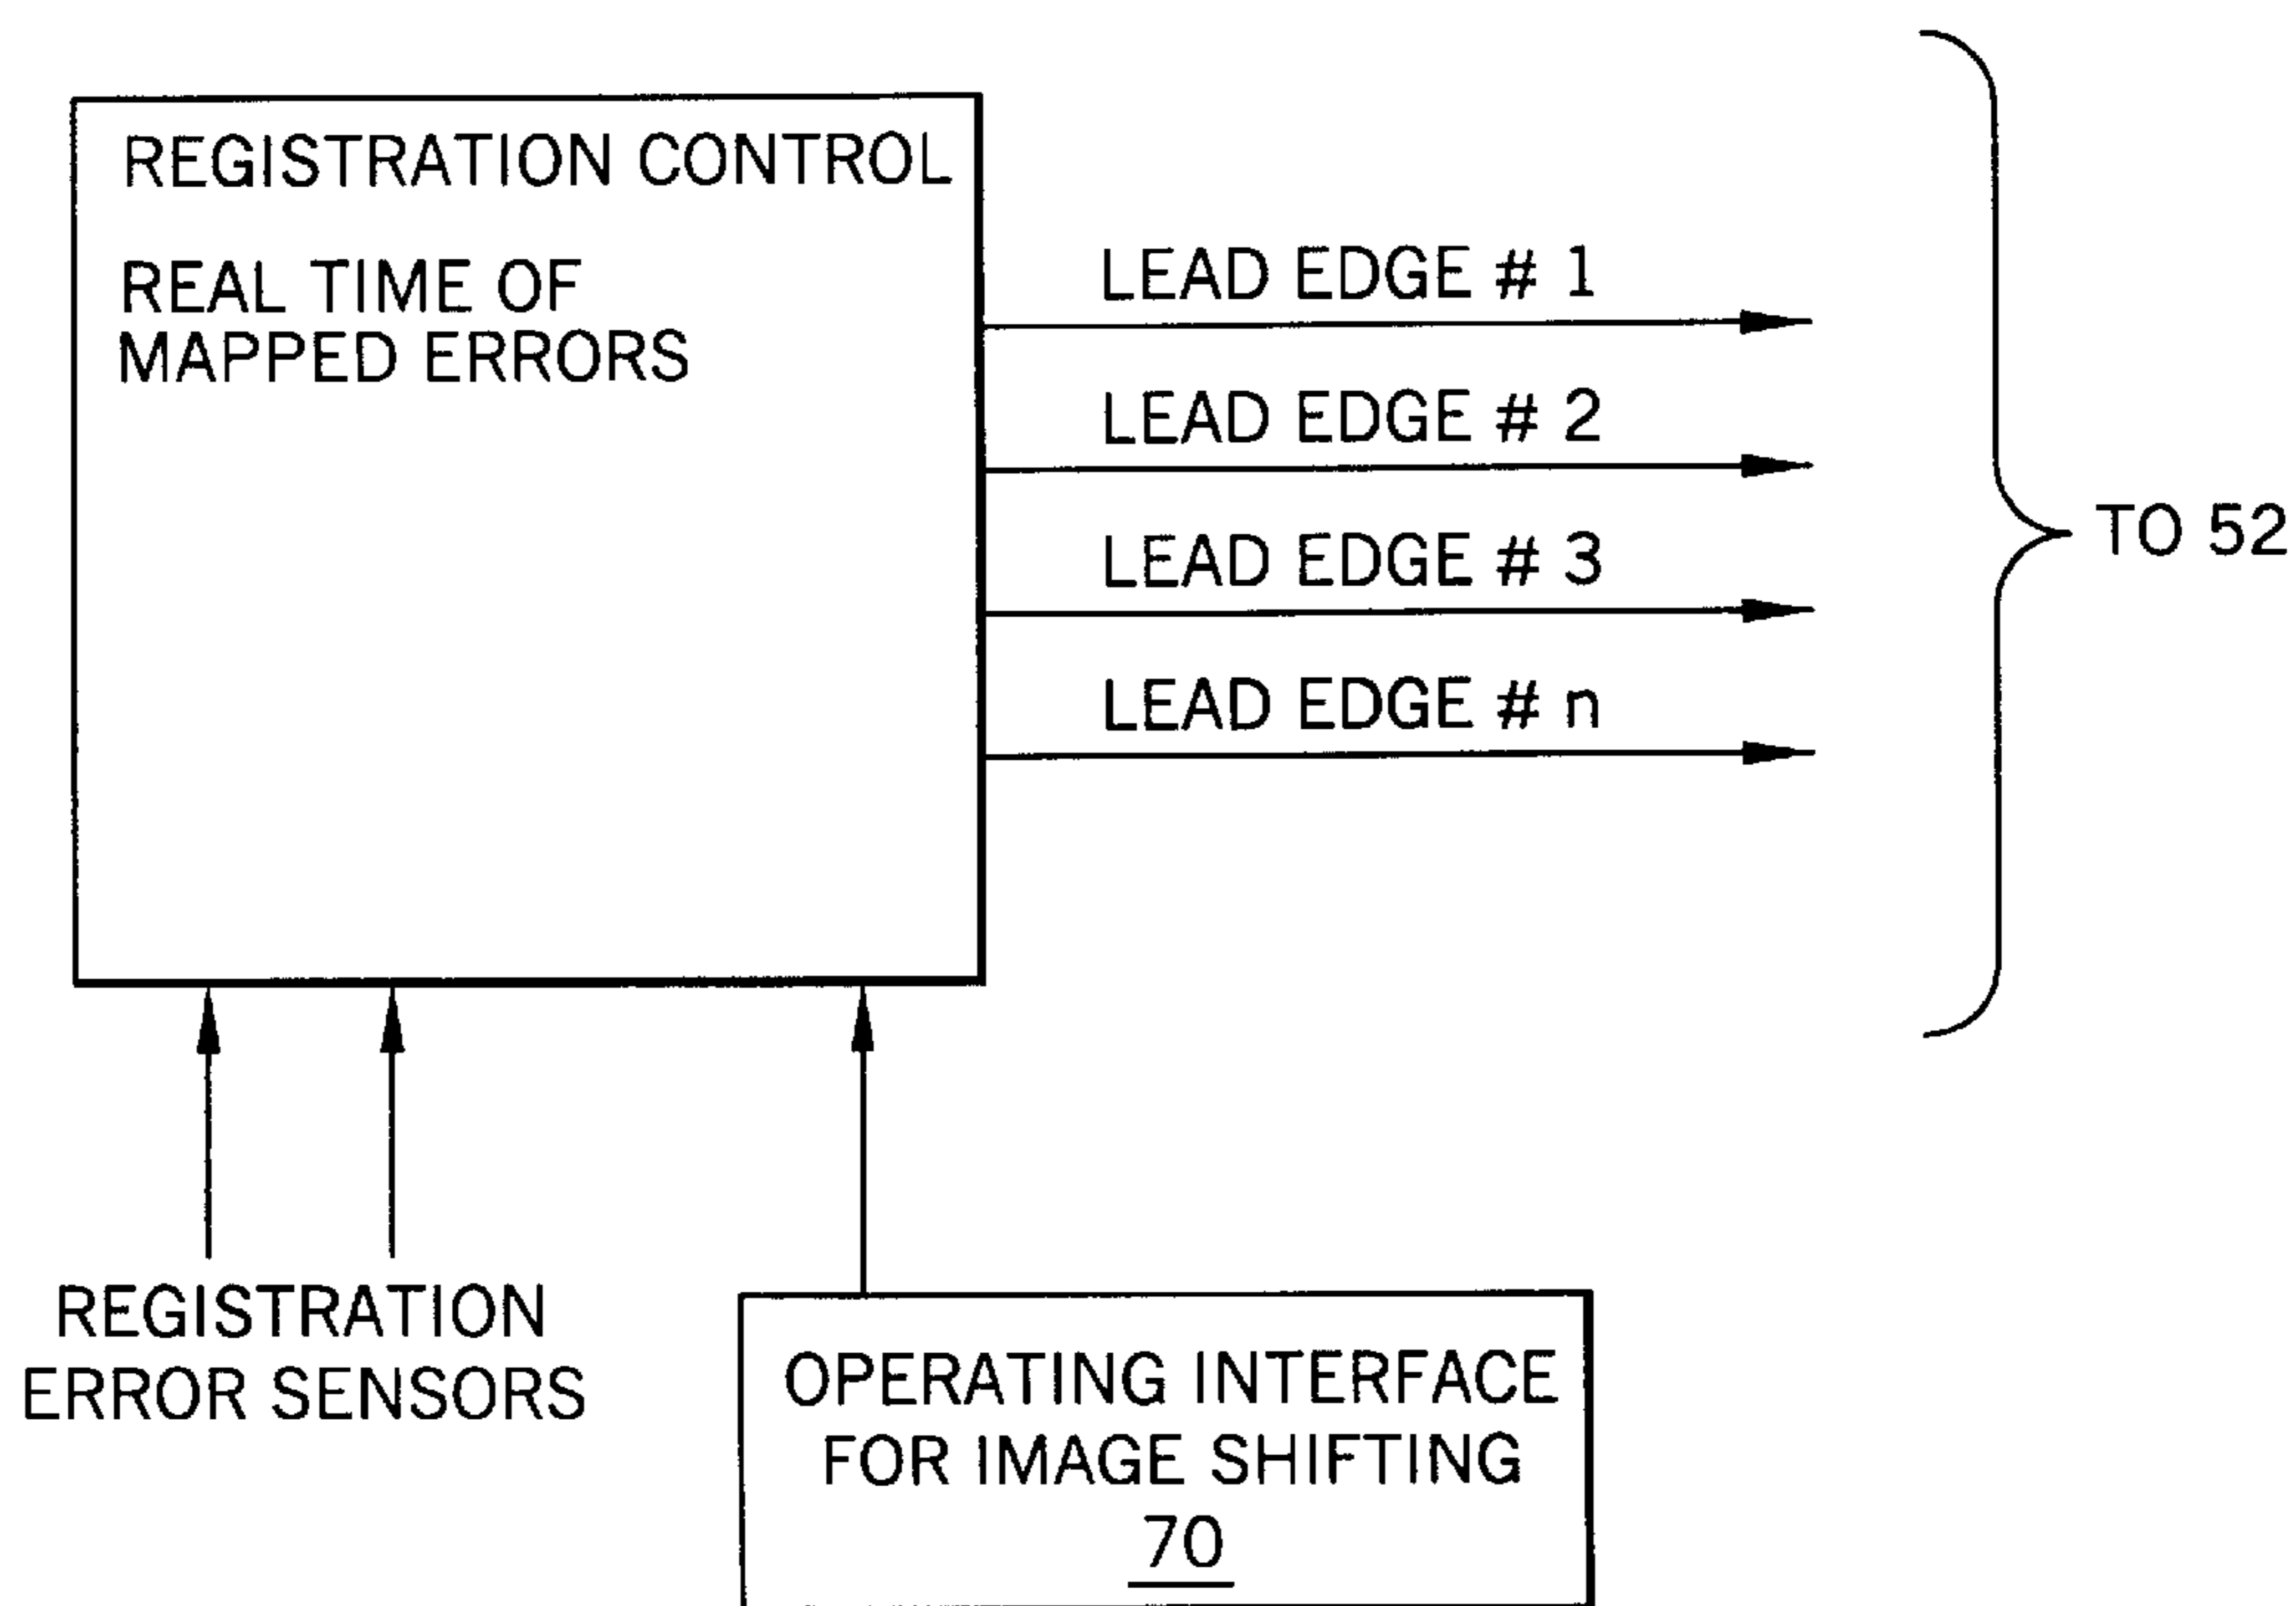 REGISTRATION CONTROL
REAL TIME OF
MAPPED ERRORS
LEAD EDGE # 1
LEAD EDGE # 2
LEAD EDGE # 3
LEAD EDGE # n
TO 52
REGISTRATION
ERROR SENSORS
OPERATING INTERFACE
FOR IMAGE SHIFTING
70